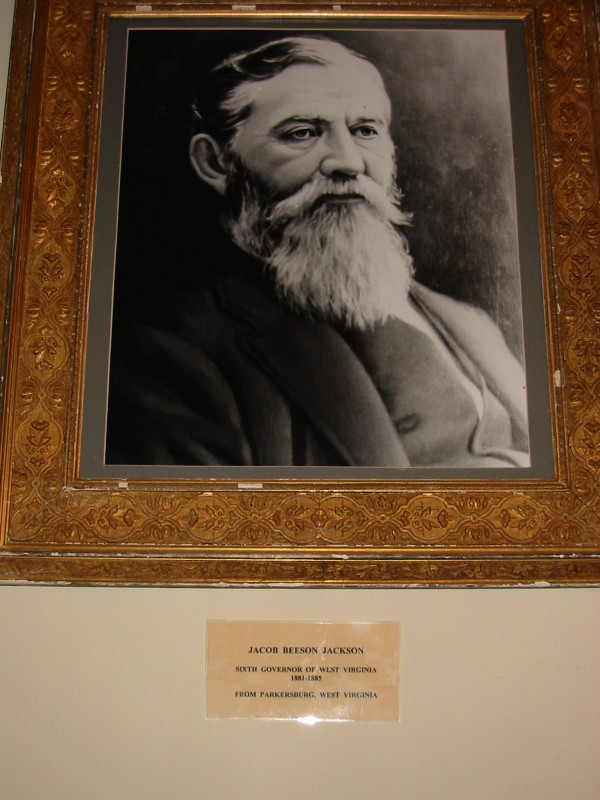 JACOB BEESON JACKSON
SIXTH GOVERNOR OF WEST VIRGINIA
1881-1885
FROM PARKERSBURG, WEST VIRGINIA